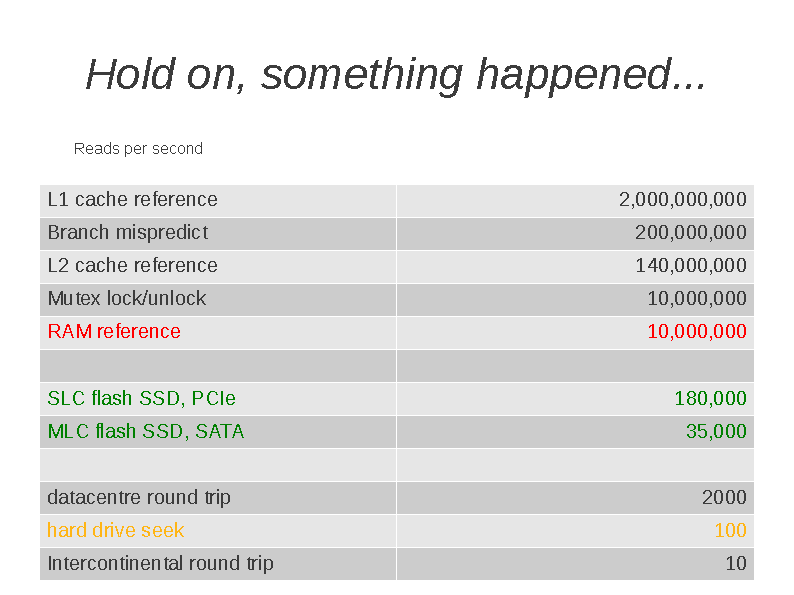 Hold on, something happened...
Reads per second
L1 cache reference 2,000,000,000
Branch mispredict 200,000,000
L2 cache reference 140,000,000
Mutex lock/unlock 10,000,000
RAM reference 10,000,000
SLC flash SSD, PCIe 180,000
MLC flash SSD, SATA 35,000
datacentre round trip 2000
hard drive seek 100
Intercontinental round trip 10